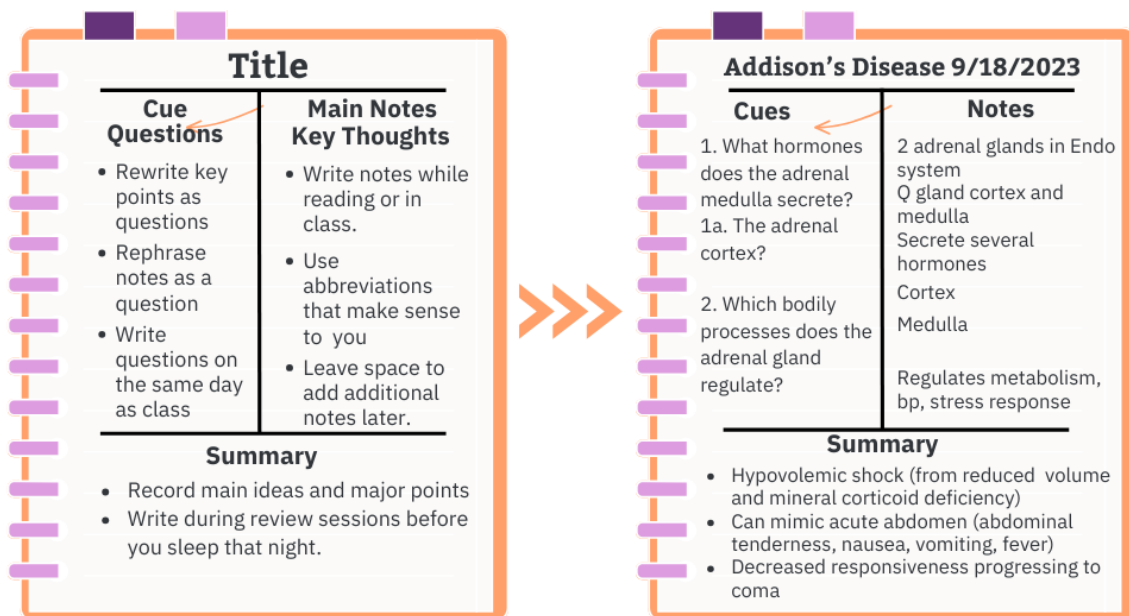 Title
Cue
Questions
• Rewrite key
points as
questions
• Rephrase
notes as a
question
• Write
questions on
the same day
as class
Main Notes
Key Thoughts
• Write notes while
reading or in
class.
• Use
abbreviations
that make sense
to you
• Leave space to
add additional
notes later.
Summary
• Record main ideas and major points
• Write during review sessions before
you sleep that night.
Addison's Disease 9/18/2023
Cues
1. What hormones
does the adrenal
medulla secrete?
1a. The adrenal
cortex?
2. Which bodily
processes does the
adrenal gland
regulate?
Notes
2 adrenal glands in Endo
system
Q gland cortex and
medulla
Secrete several
hormones
Cortex
Medulla
Regulates metabolism,
bp, stress response
Summary
• Hypovolemic shock (from reduced volume
and mineral corticoid deficiency)
• Can mimic acute abdomen (abdominal
tenderness, nausea, vomiting, fever)
• Decreased responsiveness progressing to
coma